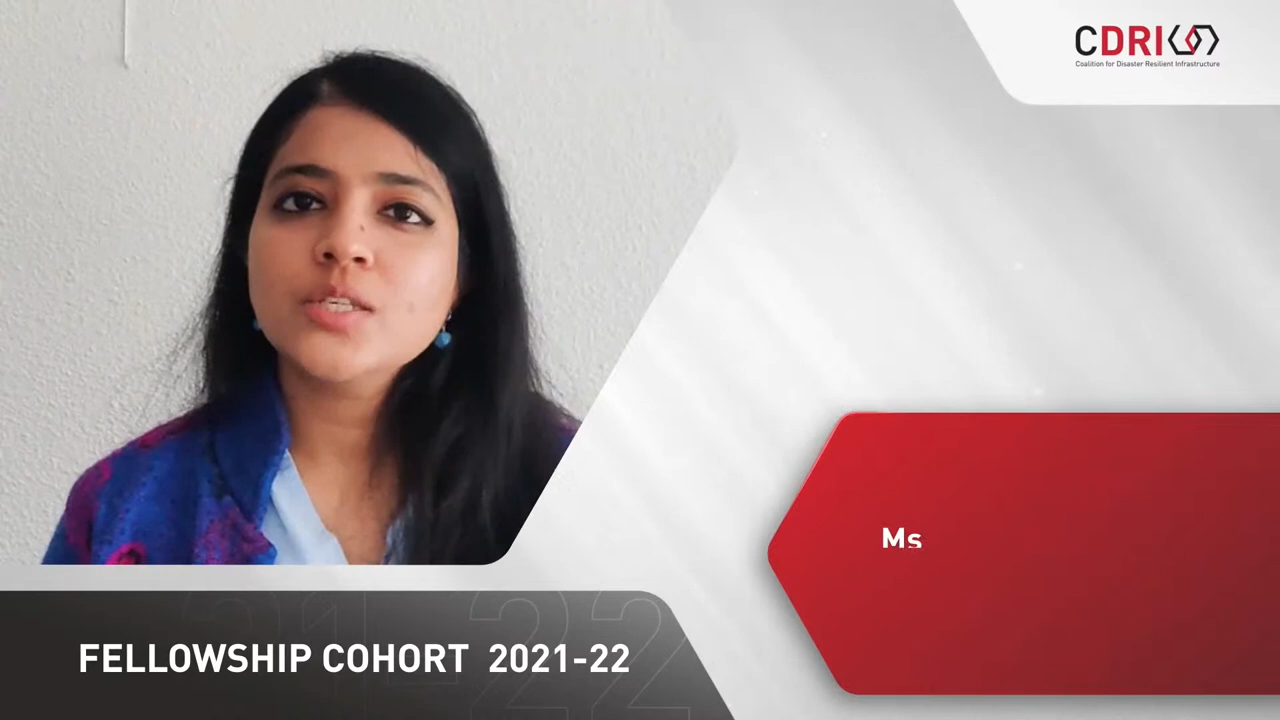 CDRI
Coalition for Disaster Resilient Infrastructure
Ms
FELLOWSHIP COHORT 2021-22